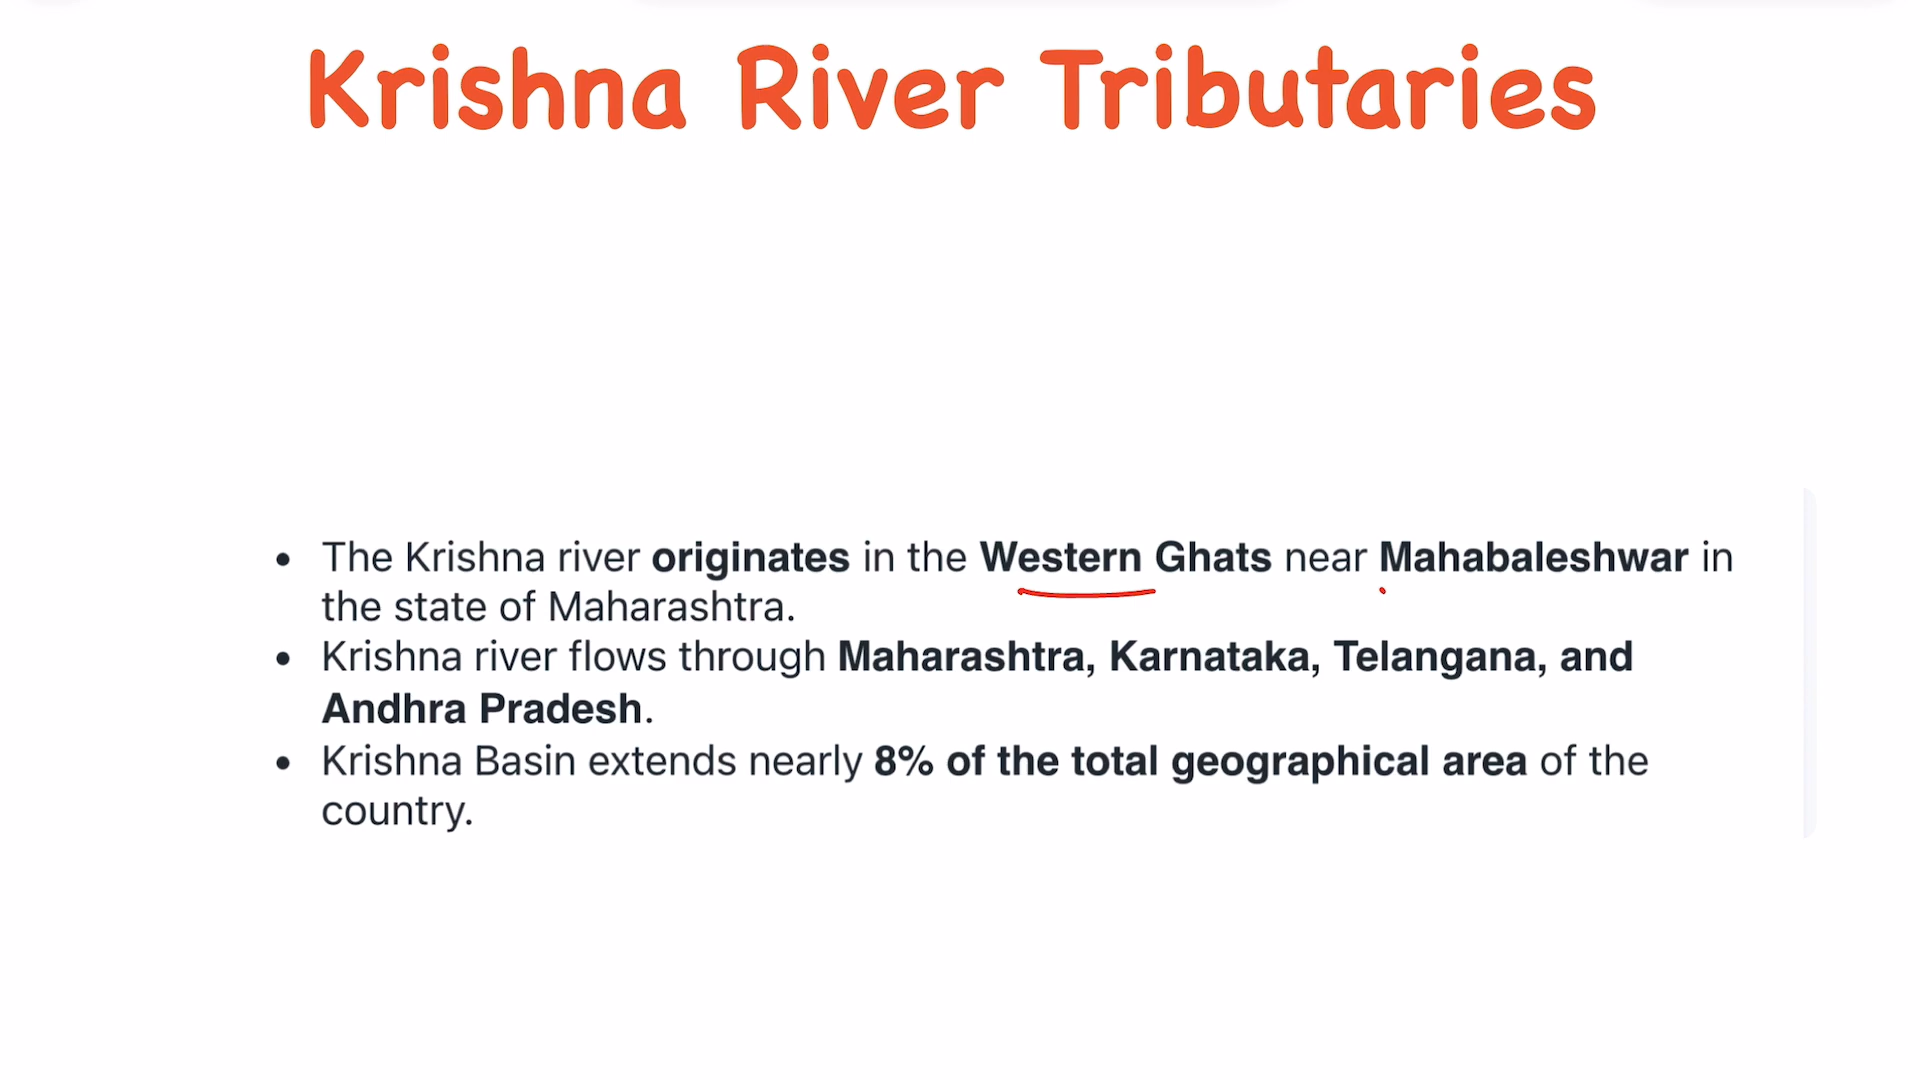 Krishna River Tributaries
• The Krishna river originates in the Western Ghats near Mahabaleshwar in
the state of Maharashtra.
• Krishna river flows through Maharashtra, Karnataka, Telangana, and
Andhra Pradesh.
• Krishna Basin extends nearly 8% of the total geographical area of the
country.